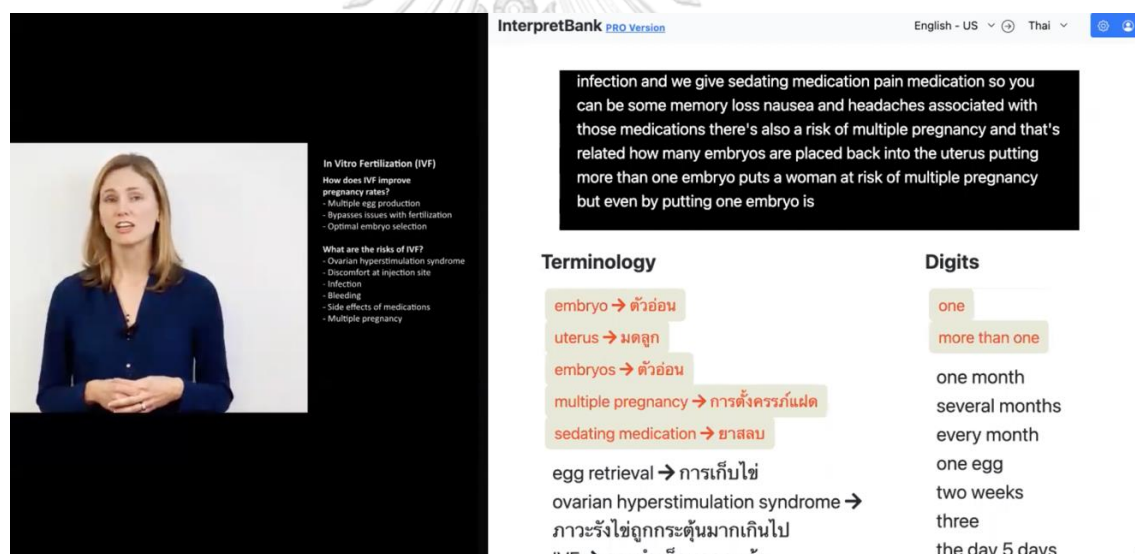 InterpretBank PRO Version
English - US
Thai
In Vitro Fertilization (IVF)
How does IVF improve
pregnancy rates?
- Multiple egg production
- Bypasses issues with fertilization
- Optimal embryo selection
What are the risks of IVF?
- Ovarian hyperstimulation syndrome
- Discomfort at injection site
- Infection
- Bleeding
- Side effects of medications
- Multiple pregnancy
infection and we give sedating medication pain medication so you
can be some memory loss nausea and headaches associated with
those medications there's also a risk of multiple pregnancy and that's
related how many embryos are placed back into the uterus putting
more than one embryo puts a woman at risk of multiple pregnancy
but even by putting one embryo is
Terminology
embryo → ตัวอ่อน
uterus → มดลูก
embryos → ตัวอ่อน
multiple pregnancy → การตั้งครรภ์แฝด
sedating medication → ยาสลบ
egg retrieval → การเก็บไข่
ovarian hyperstimulation syndrome →
ภาวะรังไข่ถูกกระตุ้นมากเกินไป
Digits
one
more than one
one month
several months
every month
one egg
two weeks
three
the day 5 days